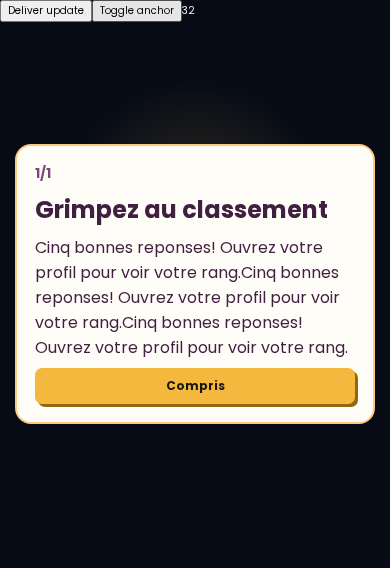 Deliver update Toggle anchor 32
1/1
Grimpez au classement
Cinq bonnes reponses! Ouvrez votre
profil pour voir votre rang.Cinq bonnes
reponses! Ouvrez votre profil pour voir
votre rang.Cinq bonnes reponses!
Ouvrez votre profil pour voir votre rang.
Compris